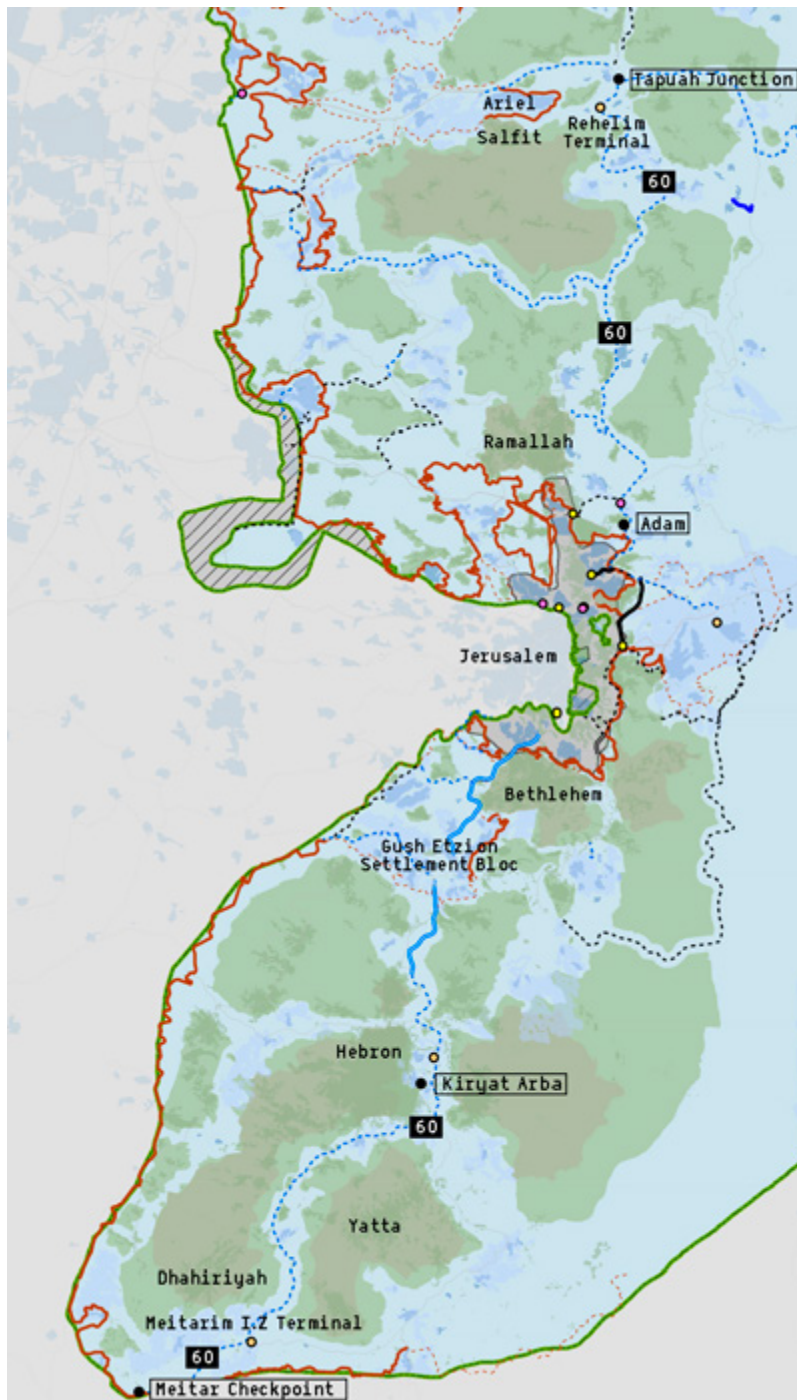 Tapuah Junction
Ariel
Salfit
Rehelim
Terminal
60
60
Ramallah
Adam
Jerusalem
Bethlehem
Gush Etzion
Settlement Bloc
Hebron
Kiryat Arba
60
Yatta
Dhahiriyah
Meitarim I.Z Terminal
60
Meitar Checkpoint